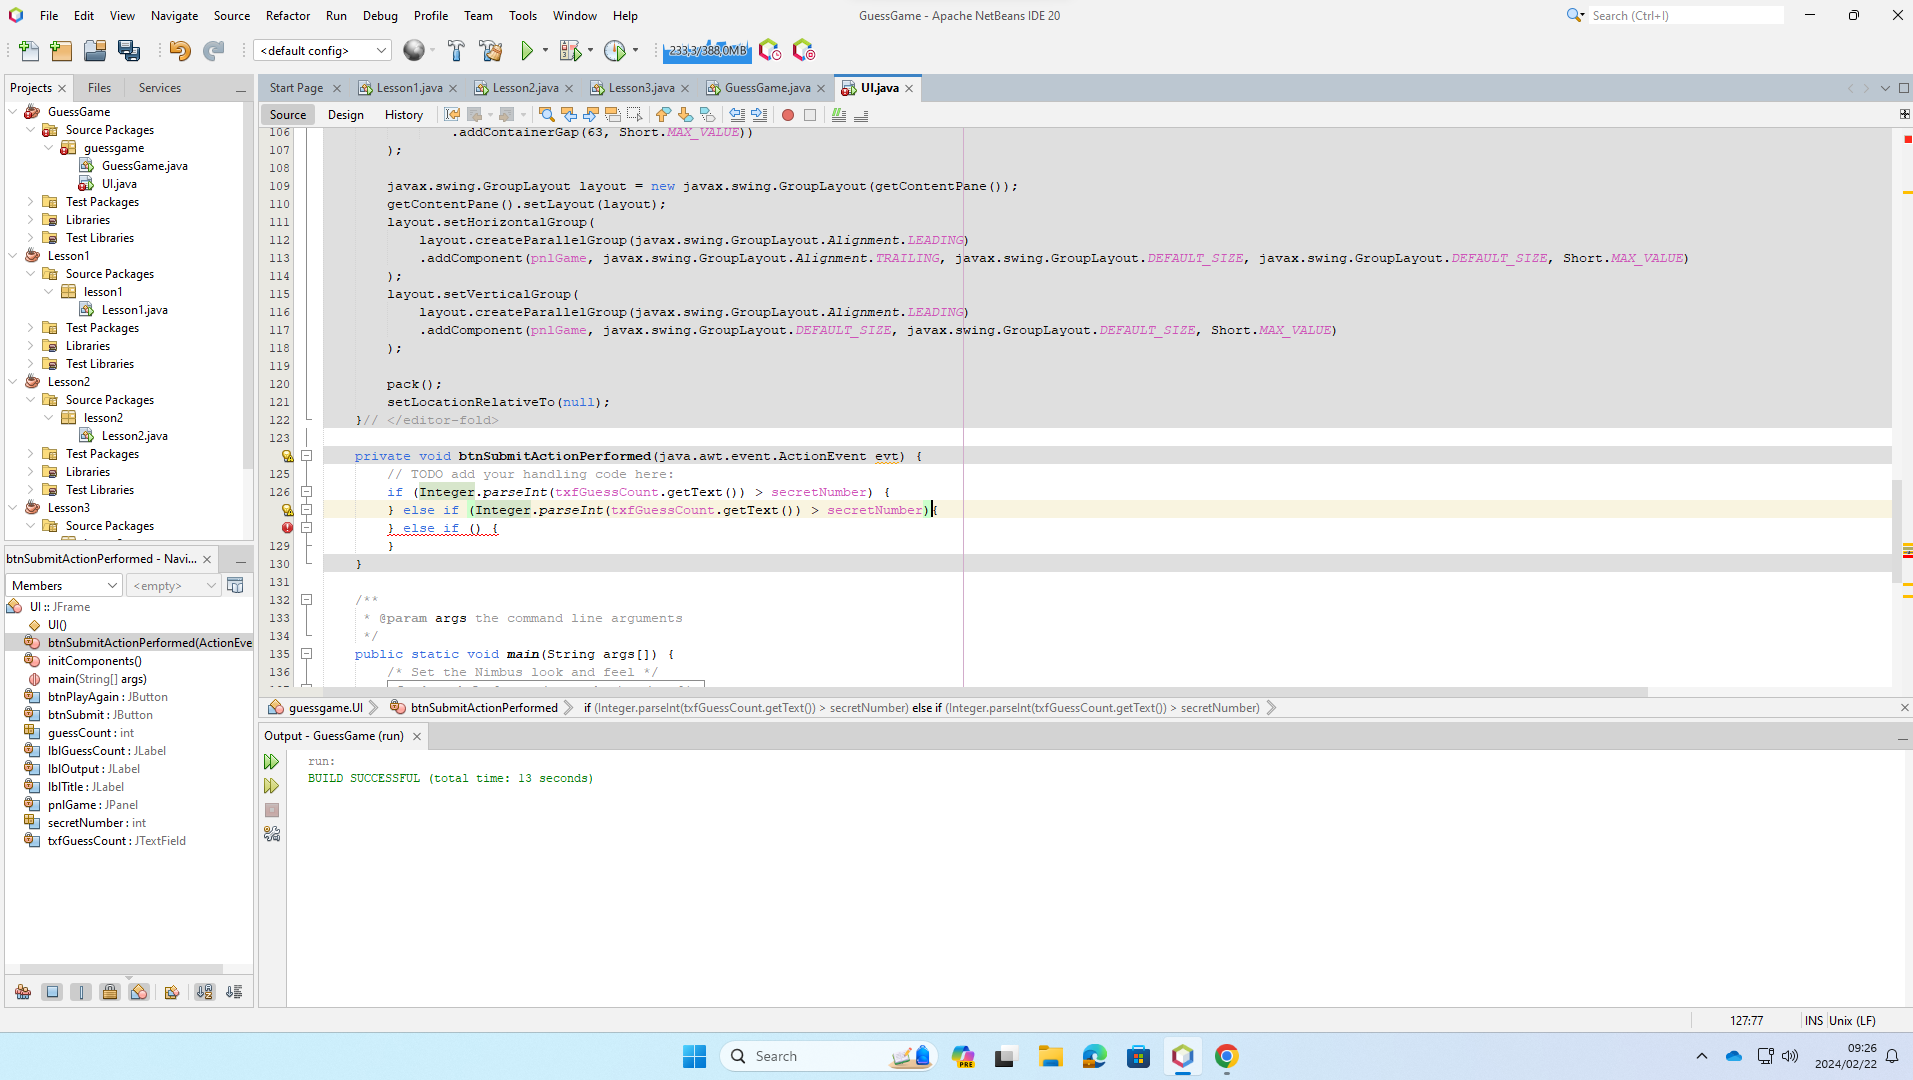 File Edit View Navigate Source Refactor Run Debug Profile Team Tools Window Help
GuessGame - Apache NetBeans IDE 20
Search (Ctrl+I)
<default config>
233,3/388,0MB
Projects Files Services
GuessGame
Source Packages
guessgame
GuessGame.java
UI.java
Test Packages
Libraries
Test Libraries
Lesson1
Source Packages
lesson1
Lesson1.java
Test Packages
Libraries
Test Libraries
Lesson2
Source Packages
lesson2
Lesson2.java
Test Packages
Libraries
Test Libraries
Lesson3
Source Packages
btnSubmitActionPerformed - Navi...
Members <empty>
UI :: JFrame
UI()
btnSubmitActionPerformed(ActionEve
initComponents()
main(String[] args)
btnPlayAgain : JButton
btnSubmit : JButton
guessCount : int
lblGuessCount : JLabel
lblOutput : JLabel
lblTitle : JLabel
pnlGame : JPanel
secretNumber : int
txfGuessCount : JTextField
Start Page Lesson1.java Lesson2.java Lesson3.java GuessGame.java UI.java
Source Design History
106 .addContainerGap(63, Short.MAX_VALUE))
107 );
108
109 javax.swing.GroupLayout layout = new javax.swing.GroupLayout(getContentPane());
110 getContentPane().setLayout(layout);
111 layout.setHorizontalGroup(
112 layout.createParallelGroup(javax.swing.GroupLayout.Alignment.LEADING)
113 .addComponent(pnlGame, javax.swing.GroupLayout.Alignment.TRAILING, javax.swing.GroupLayout.DEFAULT_SIZE, javax.swing.GroupLayout.DEFAULT_SIZE, Short.MAX_VALUE)
114 );
115 layout.setVerticalGroup(
116 layout.createParallelGroup(javax.swing.GroupLayout.Alignment.LEADING)
117 .addComponent(pnlGame, javax.swing.GroupLayout.DEFAULT_SIZE, javax.swing.GroupLayout.DEFAULT_SIZE, Short.MAX_VALUE)
118 );
119
120 pack();
121 setLocationRelativeTo(null);
122 }// </editor-fold>
123
private void btnSubmitActionPerformed(java.awt.event.ActionEvent evt) {
125 // TODO add your handling code here:
126 if (Integer.parseInt(txfGuessCount.getText()) > secretNumber) {
} else if (Integer.parseInt(txfGuessCount.getText()) > secretNumber){
} else if () {
129 }
130 }
131
132 /**
133 * @param args the command line arguments
134 */
135 public static void main(String args[]) {
136 /* Set the Nimbus look and feel */
guessgame.UI btnSubmitActionPerformed if (Integer.parseInt(txfGuessCount.getText()) > secretNumber) else if (Integer.parseInt(txfGuessCount.getText()) > secretNumber)
Output - GuessGame (run)
run:
BUILD SUCCESSFUL (total time: 13 seconds)
127:77 INS Unix (LF)
Search
PRE
09:26
2024/02/22